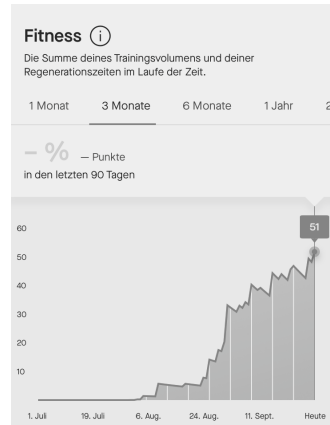 Fitness i
Die Summe deines Trainingsvolumens und deiner
Regenerationszeiten im Laufe der Zeit.
1 Monat 3 Monate 6 Monate 1 Jahr 2
– % – Punkte
in den letzten 90 Tagen
51
60
50
40
30
20
10
1. Juli 19. Juli 6. Aug. 24. Aug. 11. Sept. Heute